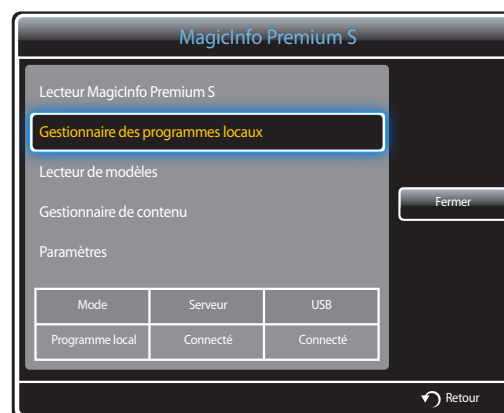 MagicInfo Premium S
Lecteur MagicInfo Premium S
Gestionnaire des programmes locaux
Lecteur de modèles
Gestionnaire de contenu
Paramètres
Fermer
Mode Serveur USB
Programme local Connecté Connecté
Retour